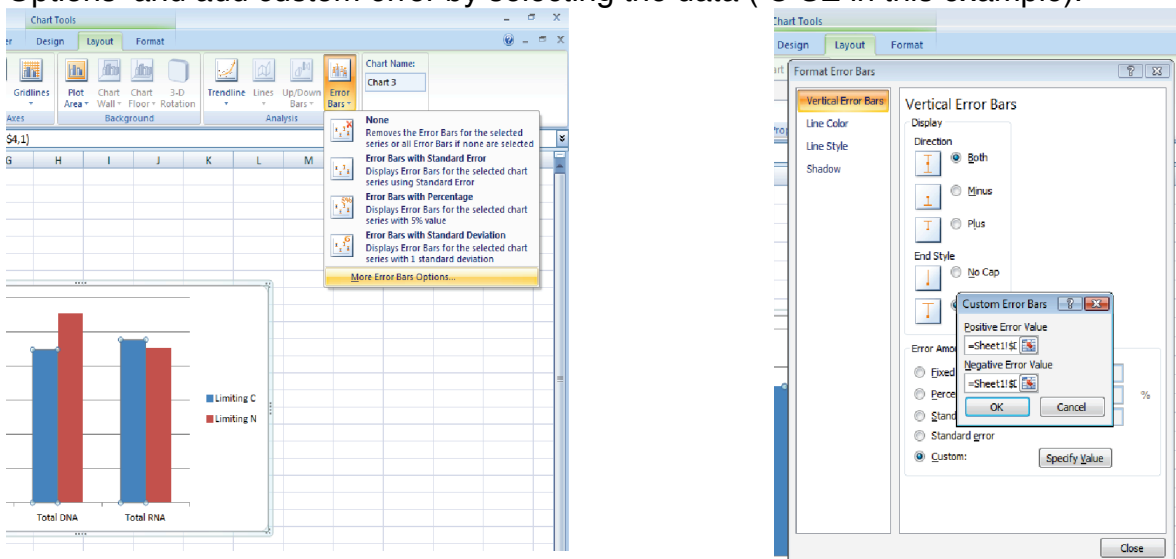 and add custom error by selecting the data ( in this example).
Chart Tools
Design Layout Format
Gridlines
Plot Area
Chart Wall
Chart Floor
3-D Rotation
Trendline
Lines
Up/Down Bars
Error Bars
Chart Name:
Chart 3
Axes
Background
Analysis
$4,1)
G H I J K L M
None
Removes the Error Bars for the selected
series or all Error Bars if none are selected
Error Bars with Standard Error
Displays Error Bars for the selected chart
series using Standard Error
Error Bars with Percentage
Displays Error Bars for the selected chart
series with 5% value
Error Bars with Standard Deviation
Displays Error Bars for the selected chart
series with 1 standard deviation
More Error Bars Options...
Limiting C
Limiting N
Total DNA Total RNA
Chart Tools
Design Layout Format
Format Error Bars
Vertical Error Bars
Line Color
Line Style
Shadow
Vertical Error Bars
Display
Direction
Both
Minus
Plus
End Style
No Cap
Custom Error Bars
Positive Error Value
=Sheet1!$
Negative Error Value
=Sheet1!$
OK Cancel
Error Amo
Fixed
Perce
%
Stand
Standard error
Custom:
Specify Value
Close